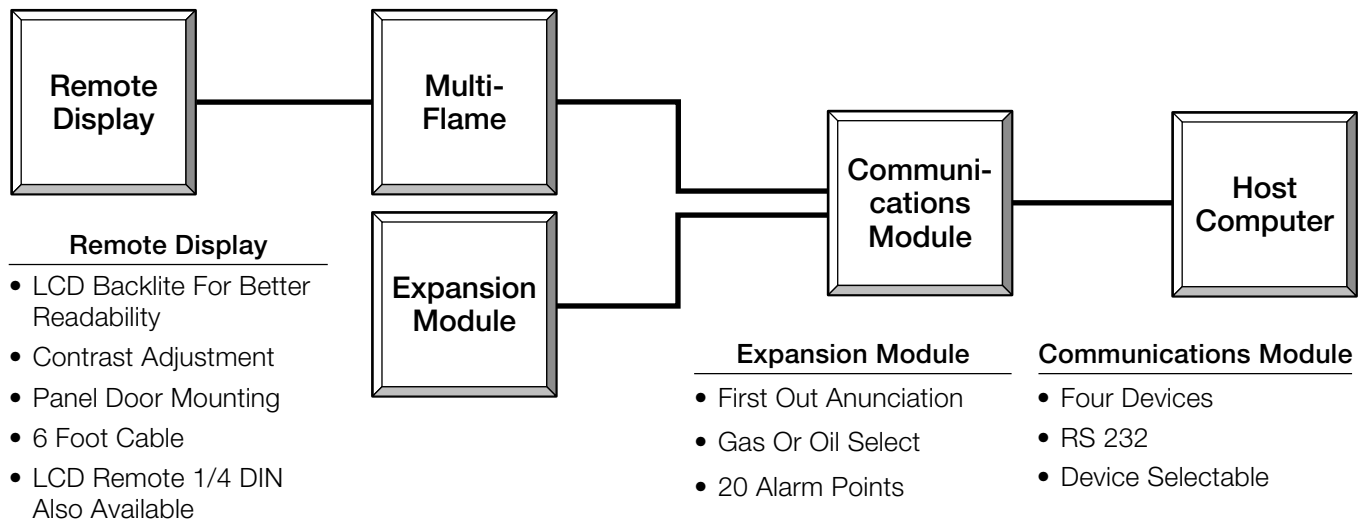 Remote
Display
Multi-
Flame
Communi-
cations
Module
Host
Computer
Expansion
Module
Remote Display
• LCD Backlite For Better
Readability
• Contrast Adjustment
• Panel Door Mounting
• 6 Foot Cable
• LCD Remote 1/4 DIN
Also Available
Expansion Module
• First Out Anunciation
• Gas Or Oil Select
• 20 Alarm Points
Communications Module
• Four Devices
• RS 232
• Device Selectable